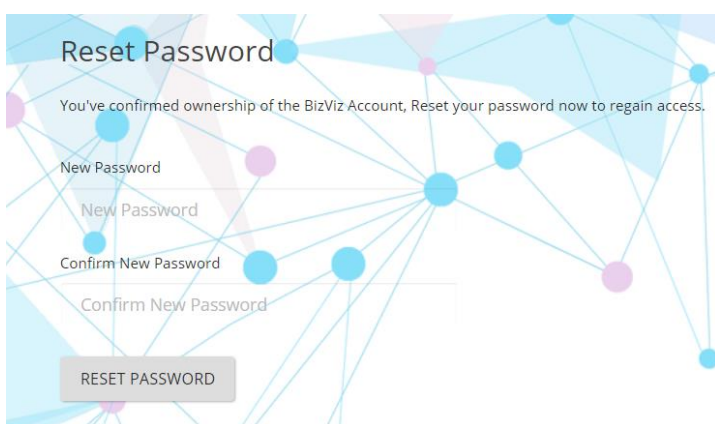 Reset Password
You've confirmed ownership of the BizViz Account, Reset your password now to regain access.
New Password
New Password
Confirm New Password
Confirm New Password
RESET PASSWORD